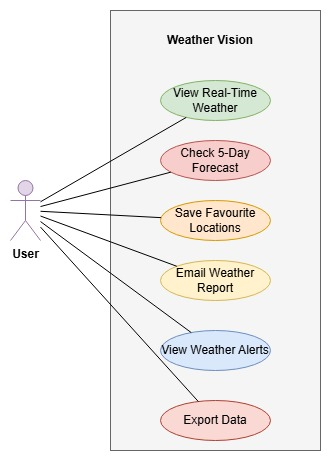 Weather Vision
View Real-Time
Weather
Check 5-Day
Forecast
Save Favourite
Locations
User
Email Weather
Report
View Weather Alerts
Export Data